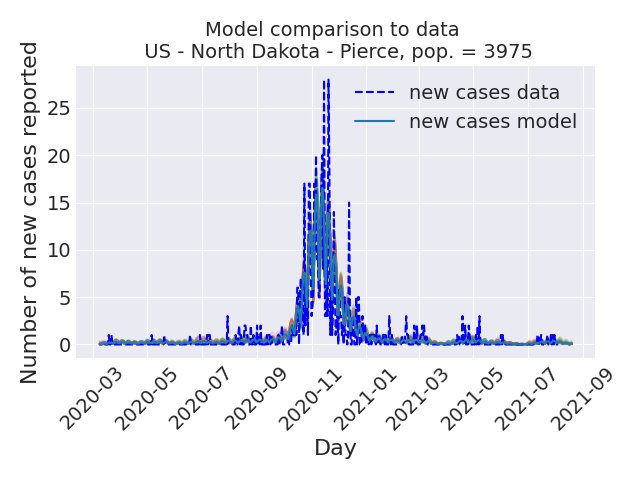 Model comparison to data
US - North Dakota - Pierce, pop. = 3975
new cases data
new cases model
Number of new cases reported
25
20
15
10
5
0
2020-03
2020-05
2020-07
2020-09
2020-11
2021-01
2021-03
2021-05
2021-07
2021-09
Day